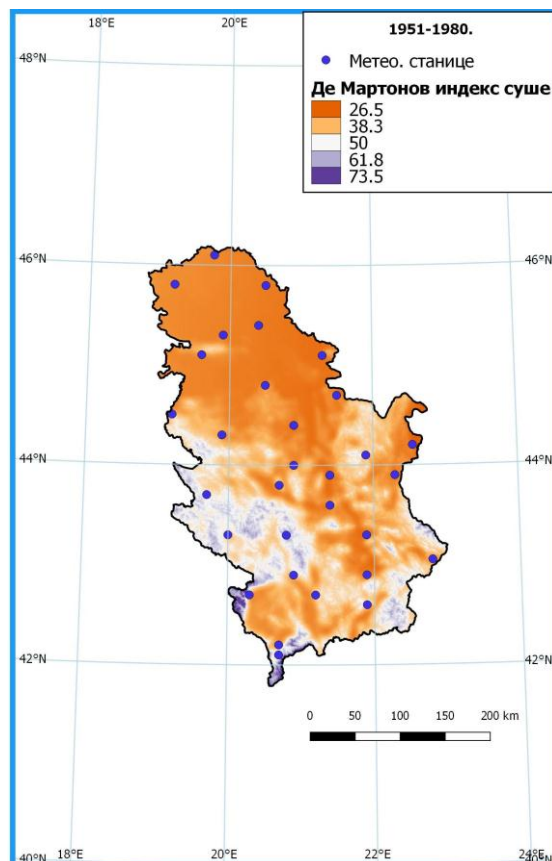 18°E 20°E
1951-1980.
Метео. станице
Де Мартонов индекс суше
26.5
38.3
50
61.8
73.5
48°N
46°N 46°N
44°N 44°N
42°N 42°N
0 50 100 150 200 km
40°N 40°N
18°E 20°E 22°E 24°E